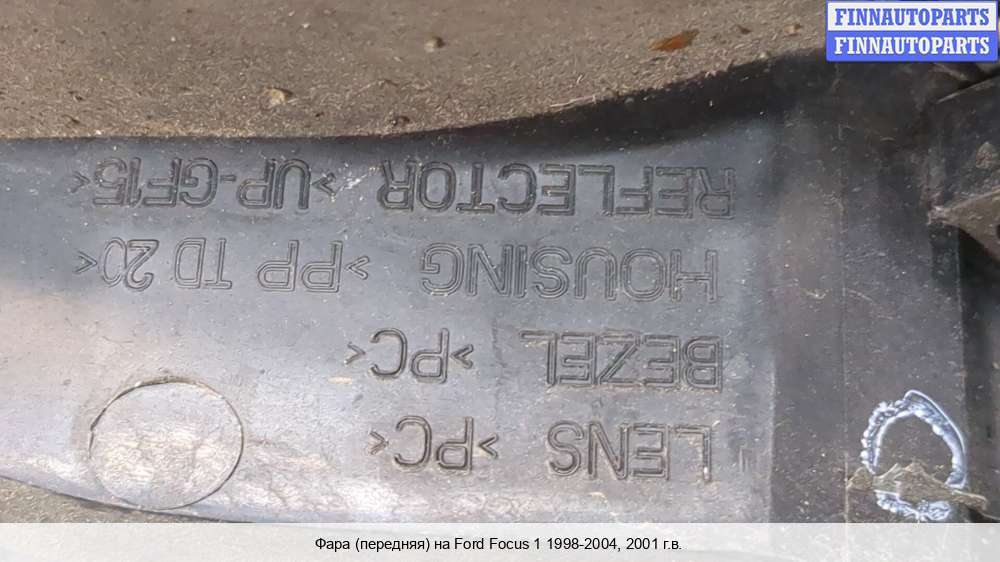 FINNAUTOPARTS
FINNAUTOPARTS
LENS >PC<
BEZEL >PC<
HOUSING >PP TD 20<
REFLECTOR >UP-GF15<
Фара (передняя) на Ford Focus 1 1998-2004, 2001 г.в.